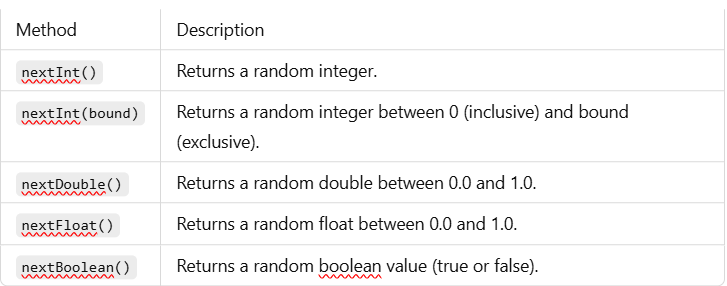 Method Description
nextInt() Returns a random integer.
nextInt(bound) Returns a random integer between 0 (inclusive) and bound
(exclusive).
nextDouble() Returns a random double between 0.0 and 1.0.
nextFloat() Returns a random float between 0.0 and 1.0.
nextBoolean() Returns a random boolean value (true or false).